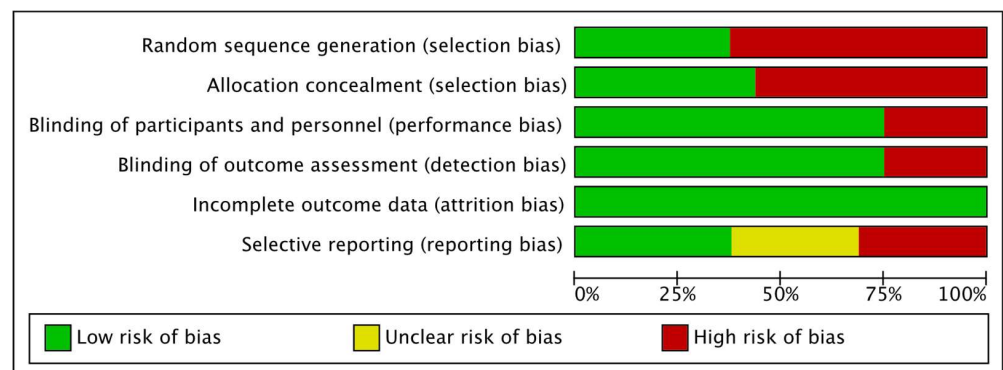 Random sequence generation (selection bias)
Allocation concealment (selection bias)
Blinding of participants and personnel (performance bias)
Blinding of outcome assessment (detection bias)
Incomplete outcome data (attrition bias)
Selective reporting (reporting bias)
0% 25% 50% 75% 100%
Low risk of bias Unclear risk of bias High risk of bias